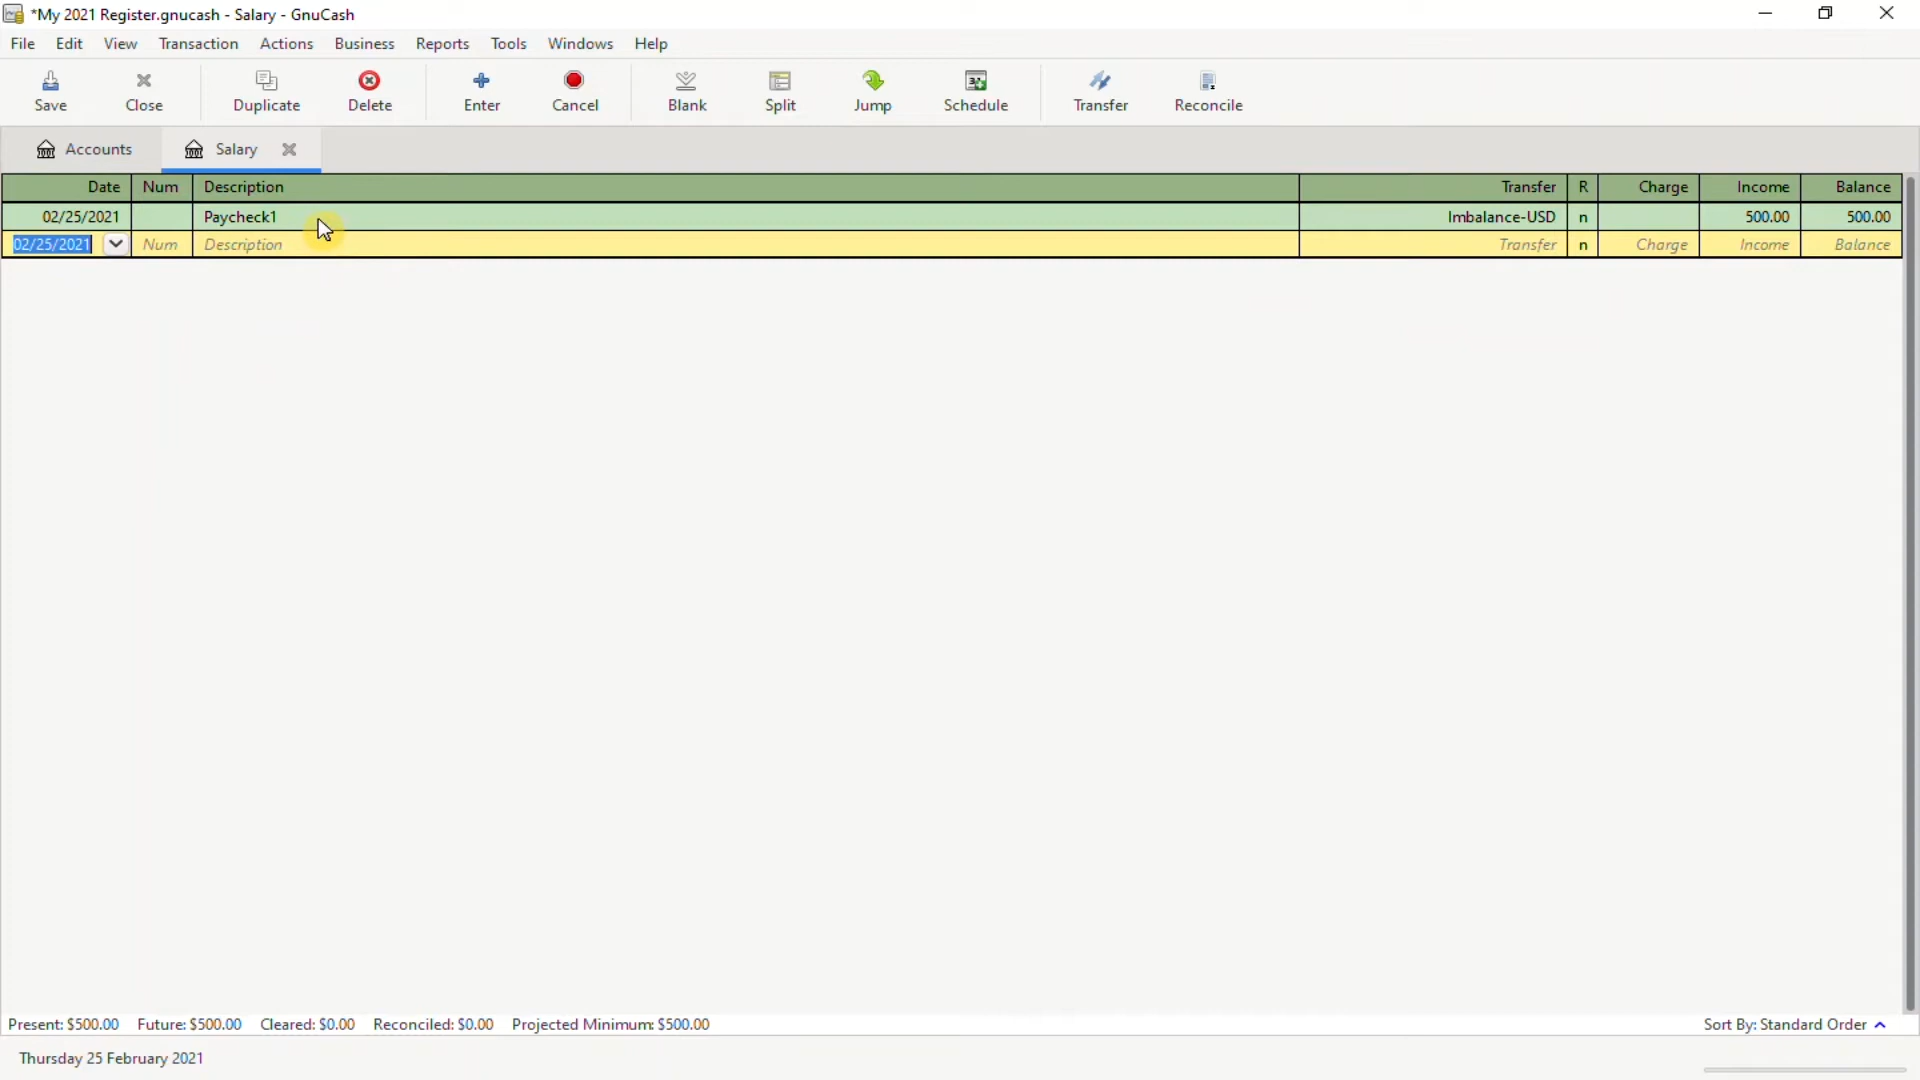 *My 2021 Register.gnucash - Salary - GnuCash
File Edit View Transaction Actions Business Reports Tools Windows Help
Save Close Duplicate Delete Enter Cancel Blank Split Jump Schedule Transfer Reconcile
Accounts Salary
Date Num Description Transfer R Charge Income Balance
02/25/2021 Paycheck1 Imbalance-USD n 500.00 500.00
02/25/2021 Num Description Transfer n Charge Income Balance
Present: $500.00 Future: $500.00 Cleared: $0.00 Reconciled: $0.00 Projected Minimum: $500.00 Sort By: Standard Order
Thursday 25 February 2021